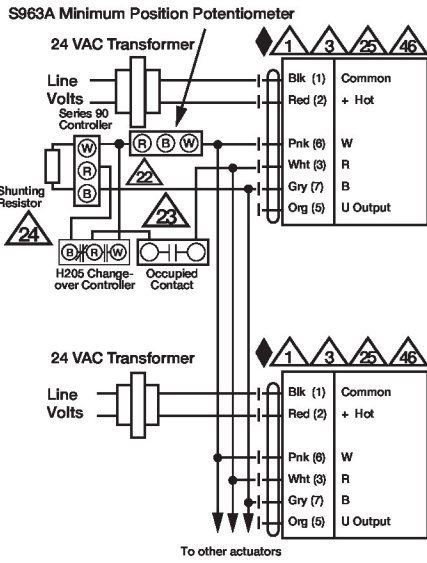 S963A Minimum Position Potentiometer
24 VAC Transformer
1 3 25 46
Line
Volts
Blk (1) Common
Red (2) + Hot
Series 90
Controller
W
R
B
R B W
Pnk (6) W
Wht (3) R
Gry (7) B
Org (5) U Output
22
Shunting
Resistor
24
23
B R W
H205 Change-
over Controller
Occupied
Contact
24 VAC Transformer
1 3 25 46
Line
Volts
Blk (1) Common
Red (2) + Hot
Pnk (6) W
Wht (3) R
Gry (7) B
Org (5) U Output
To other actuators